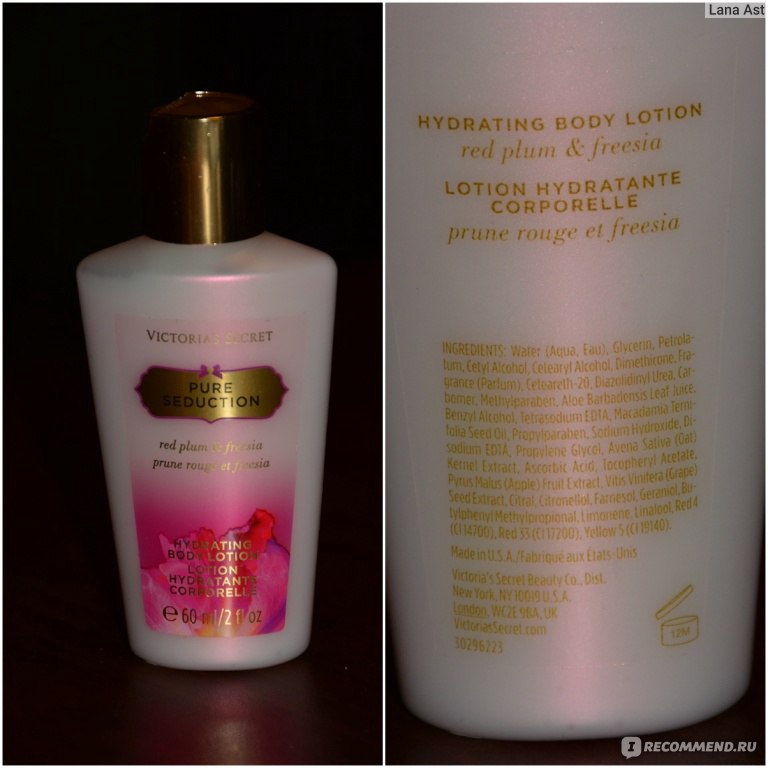 VICTORIA'S SECRET
PURE
SEDUCTION
red plum & freesia
prune rouge et freesia
HYDRATING
BODY LOTION
LOTION
HYDRATANTE
CORPORELLE
e 60 ml/2 fl oz
Lana Ast
HYDRATING BODY LOTION
red plum & freesia
LOTION HYDRATANTE
CORPORELLE
prune rouge et freesia
INGREDIENTS: Water (Aqua, Eau), Glycerin, Petrola-
tum, Cetyl Alcohol, Cetearyl Alcohol, Dimethicone, Fra-
grance (Parfum), Ceteareth-20, Diazolidinyl Urea, Car-
bomer, Methylparaben, Aloe Barbadensis Leaf Juice,
Benzyl Alcohol, Tetrasodium EDTA, Macadamia Terni-
folia Seed Oil, Propylparaben, Sodium Hydroxide, Di-
sodium EDTA, Propylene Glycol, Avena Sativa (Oat)
Kernel Extract, Ascorbic Acid, Tocopheryl Acetate,
Pyrus Malus (Apple) Fruit Extract, Vitis Vinifera (Grape)
Seed Extract, Citral, Citronellol, Farnesol, Geraniol, Bu-
tylphenyl Methylpropional, Limonene, Linalool, Red 4
(CI 14700), Red 33 (CI 17200), Yellow 5 (CI 19140).
Made in U.S.A./Fabriqué aux États-Unis
Victoria's Secret Beauty Co., Dist.
New York, NY 10019 U.S.A.
London, WC2E 9BA, UK
VictoriasSecret.com
30296223
12M
RECOMMEND.RU